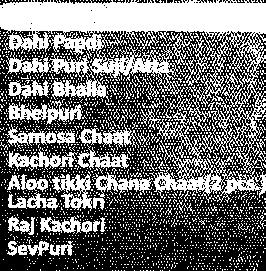 Dahi Papdi
Dahi Puri Suji/Atta
Dahi Bhalla
Bhelpuri
Samosa Chaat
Kachori Chaat
Aloo tikki Chana Chaat(2 pcs.)
Lacha Tokri
Raj Kachori
SevPuri